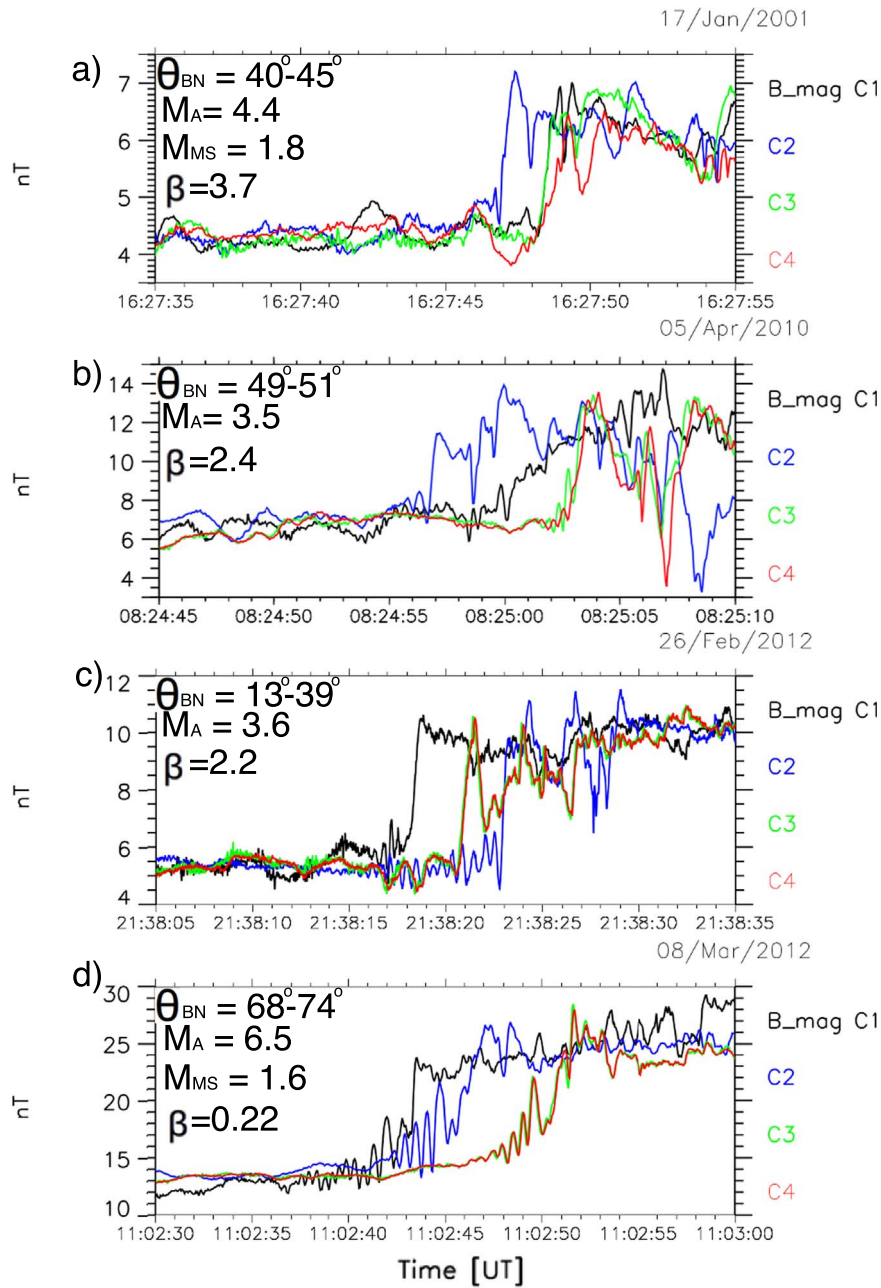 17/Jan/2001
a)
θBN = 40°-45°
MA= 4.4
MMS = 1.8
β=3.7
7
6
5
4
nT
B_mag C1
C2
C3
C4
16:27:35 16:27:40 16:27:45 16:27:50 16:27:55
05/Apr/2010
b)
θBN = 49°-51°
MA= 3.5
β=2.4
14
12
10
8
6
4
nT
B_mag C1
C2
C3
C4
08:24:45 08:24:50 08:24:55 08:25:00 08:25:05 08:25:10
26/Feb/2012
c)
θBN = 13°-39°
MA = 3.6
β=2.2
12
10
8
6
4
nT
B_mag C1
C2
C3
C4
21:38:05 21:38:10 21:38:15 21:38:20 21:38:25 21:38:30 21:38:35
08/Mar/2012
d)
θBN = 68°-74°
MA = 6.5
MMS = 1.6
β=0.22
30
25
20
15
10
nT
B_mag C1
C2
C3
C4
11:02:30 11:02:35 11:02:40 11:02:45 11:02:50 11:02:55 11:03:00
Time [UT]